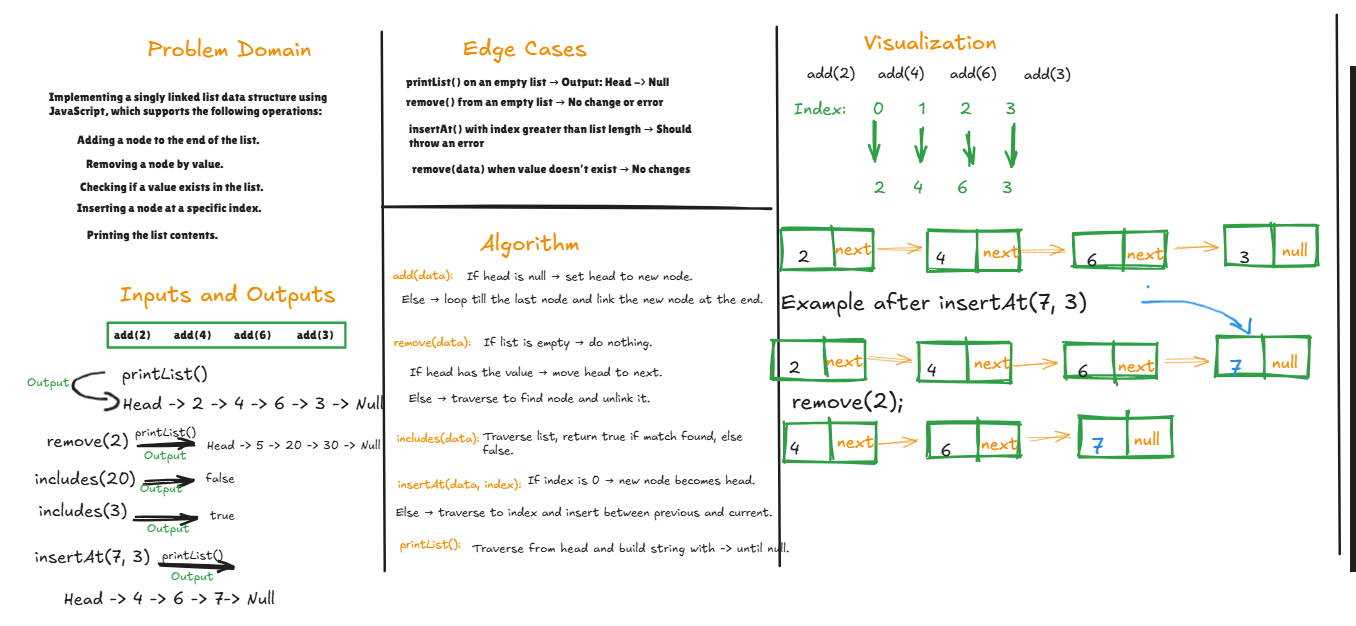 Problem Domain
Implementing a singly linked list data structure using
JavaScript, which supports the following operations:
Adding a node to the end of the list.
Removing a node by value.
Checking if a value exists in the list.
Inserting a node at a specific index.
Printing the list contents.
Inputs and Outputs
add(2) add(4) add(6) add(3)
printList()
Output
Head -> 2 -> 4 -> 6 -> 3 -> Null
remove(2) printList() Head -> 5 -> 20 -> 30 -> Null
Output
includes(20) false
Output
includes(3) true
Output
insertAt(7, 3) printList()
Output
Head -> 4 -> 6 -> 7-> Null
Edge Cases
printList() on an empty list → Output: Head -> Null
remove() from an empty list → No change or error
insertAt() with index greater than list length → Should
throw an error
remove(data) when value doesn't exist → No changes
Algorithm
add(data): If head is null → set head to new node.
Else → loop till the last node and link the new node at the end.
remove(data): If list is empty → do nothing.
If head has the value → move head to next.
Else → traverse to find node and unlink it.
includes(data): Traverse list, return true if match found, else
false.
insertAt(data, index): If index is 0 → new node becomes head.
Else → traverse to index and insert between previous and current.
printList(): Traverse from head and build string with -> until null.
Visualization
add(2) add(4) add(6) add(3)
Index: 0 1 2 3
2 4 6 3
2 next 4 next 6 next 3 null
Example after insertAt(7, 3)
2 next 4 next 6 next 7 null
remove(2);
4 next 6 next 7 null